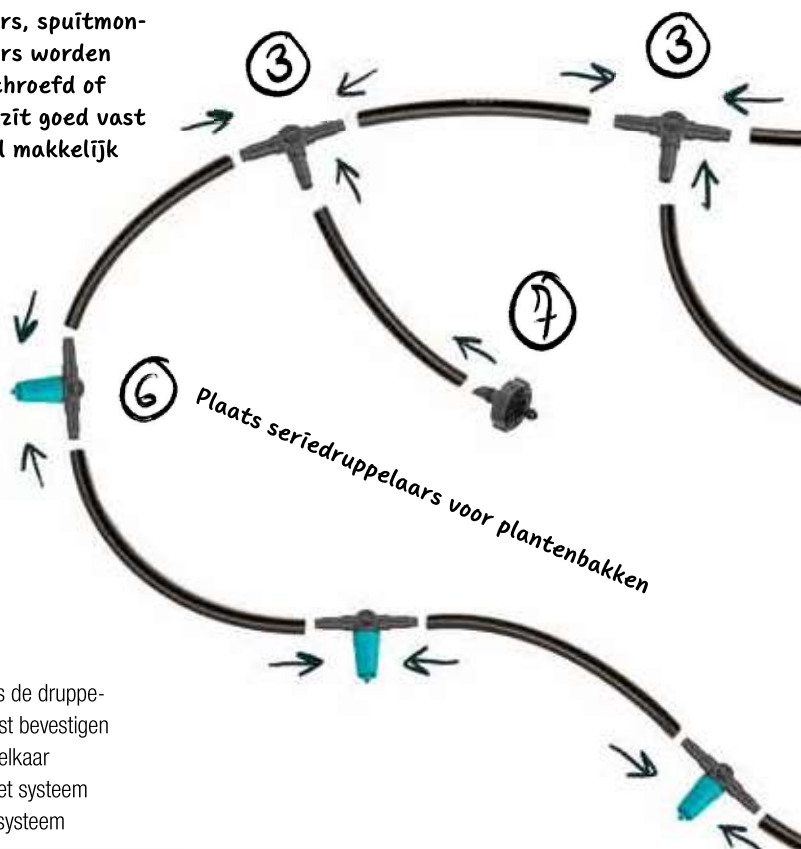 rs, spuitmon-
rs worden
chroefd of
zit goed vast
l makkelijk
3
3
7
6
Plaats seriedruppelaars voor plantenbakken
s de druppe-
st bevestigen
elkaar
et systeem
systeem